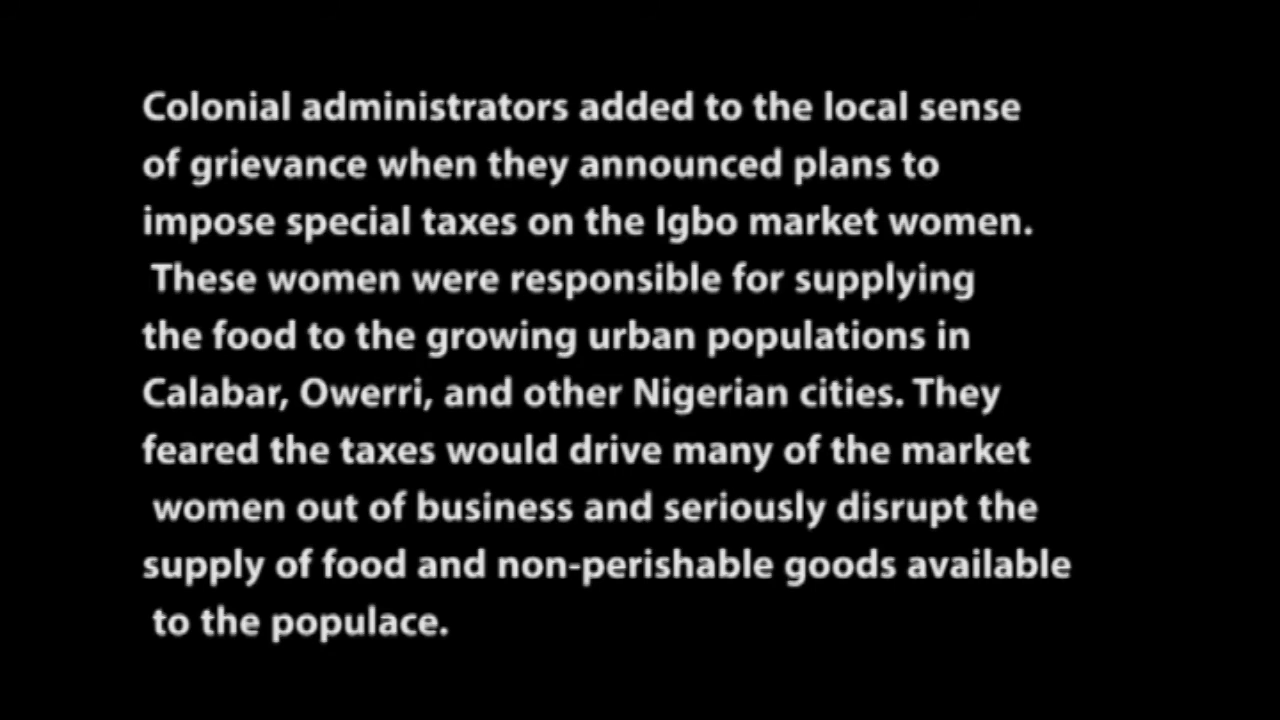 Colonial administrators added to the local sense
of grievance when they announced plans to
impose special taxes on the Igbo market women.
These women were responsible for supplying
the food to the growing urban populations in
Calabar, Owerri, and other Nigerian cities. They
feared the taxes would drive many of the market
women out of business and seriously disrupt the
supply of food and non-perishable goods available
to the populace.